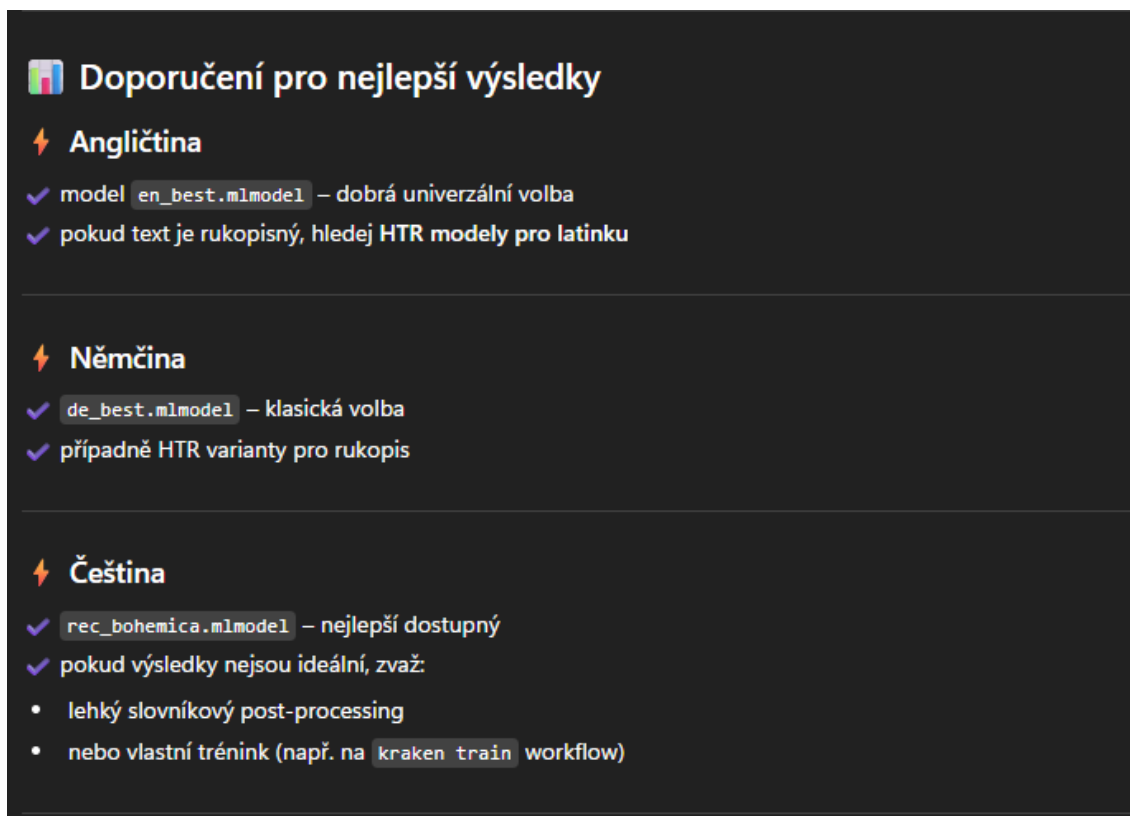 Doporučení pro nejlepší výsledky
Angličtina
model en_best.mlmodel – dobrá univerzální volba
pokud text je rukopisný, hledej HTR modely pro latinku
Němčina
de_best.mlmodel – klasická volba
případně HTR varianty pro rukopis
Čeština
rec_bohemica.mlmodel – nejlepší dostupný
pokud výsledky nejsou ideální, zvaž:
• lehký slovníkový post-processing
• nebo vlastní trénink (např. na kraken train workflow)